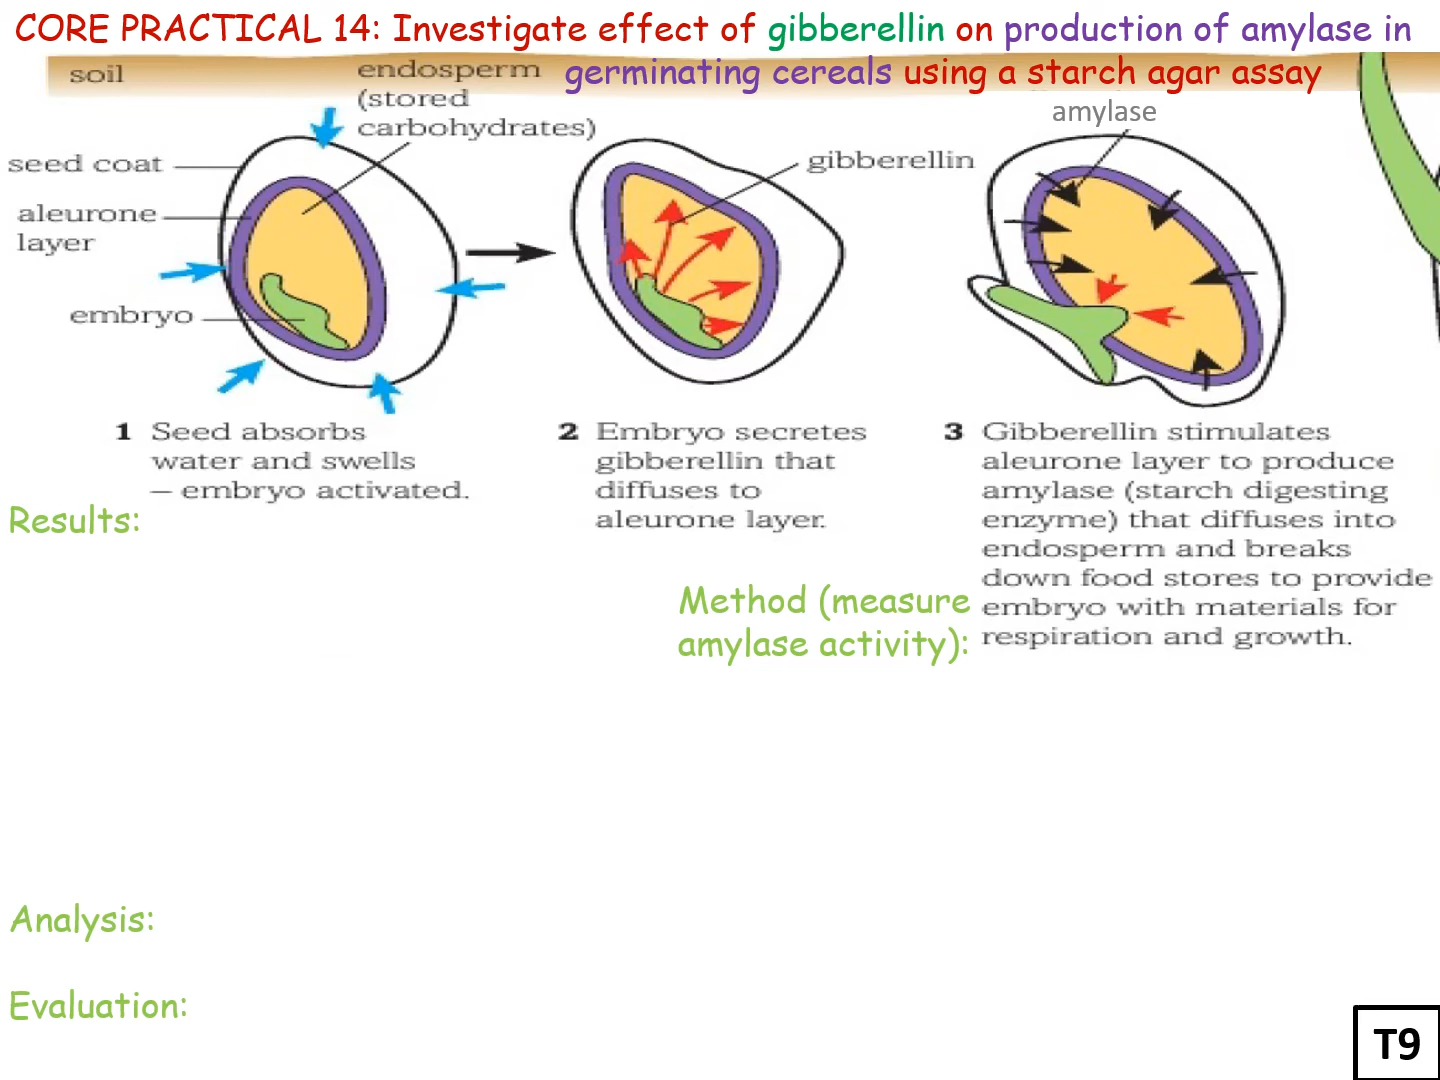 CORE PRACTICAL 14: Investigate effect of gibberellin on production of amylase in
germinating cereals using a starch agar assay
soil
endosperm
(stored
carbohydrates)
amylase
seed coat
gibberellin
aleurone
layer
embryo
1 Seed absorbs
water and swells
– embryo activated.
2 Embryo secretes
gibberellin that
diffuses to
aleurone layer.
3 Gibberellin stimulates
aleurone layer to produce
amylase (starch digesting
enzyme) that diffuses into
endosperm and breaks
down food stores to provide
embryo with materials for
respiration and growth.
Results:
Method (measure
amylase activity):
Analysis:
Evaluation:
T9